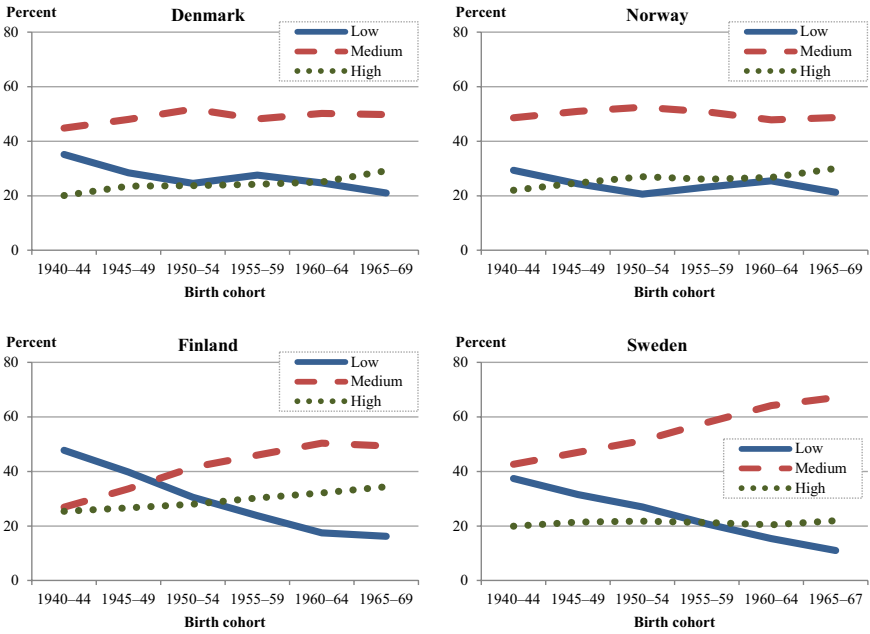 Percent
Denmark
Low
Medium
High
80
60
40
20
0
1940–44 1945–49 1950–54 1955–59 1960–64 1965–69
Birth cohort
Percent
Norway
Low
Medium
High
80
60
40
20
0
1940–44 1945–49 1950–54 1955–59 1960–64 1965–69
Birth cohort
Percent
Finland
Low
Medium
High
80
60
40
20
0
1940–44 1945–49 1950–54 1955–59 1960–64 1965–69
Birth cohort
Percent
Sweden
Low
Medium
High
80
60
40
20
0
1940–44 1945–49 1950–54 1955–59 1960–64 1965–67
Birth cohort